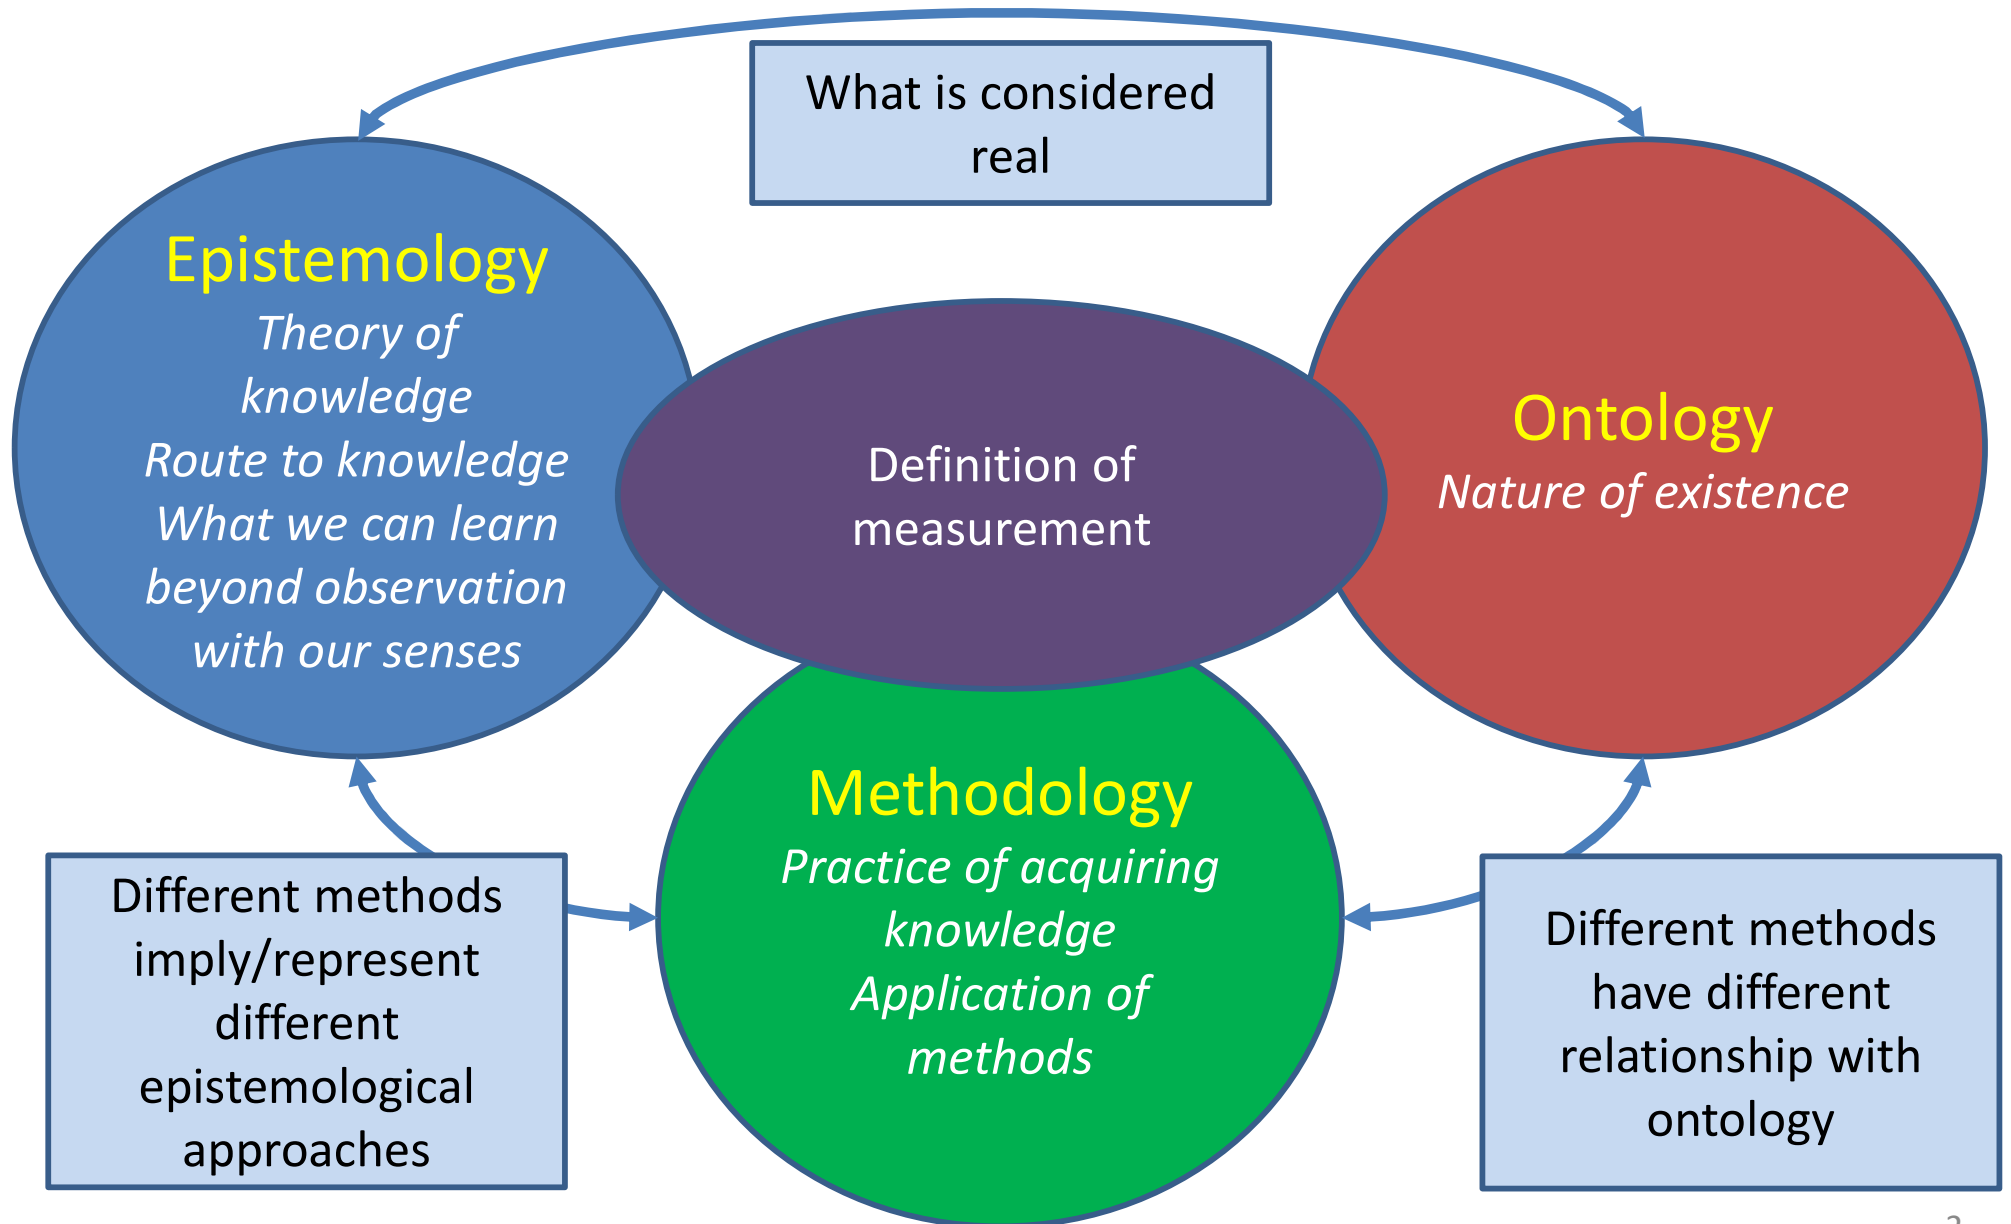 What is considered
real
Epistemology
Theory of
knowledge
Route to knowledge
What we can learn
beyond observation
with our senses
Definition of
measurement
Ontology
Nature of existence
Methodology
Practice of acquiring
knowledge
Application of
methods
Different methods
imply/represent
different
epistemological
approaches
Different methods
have different
relationship with
ontology